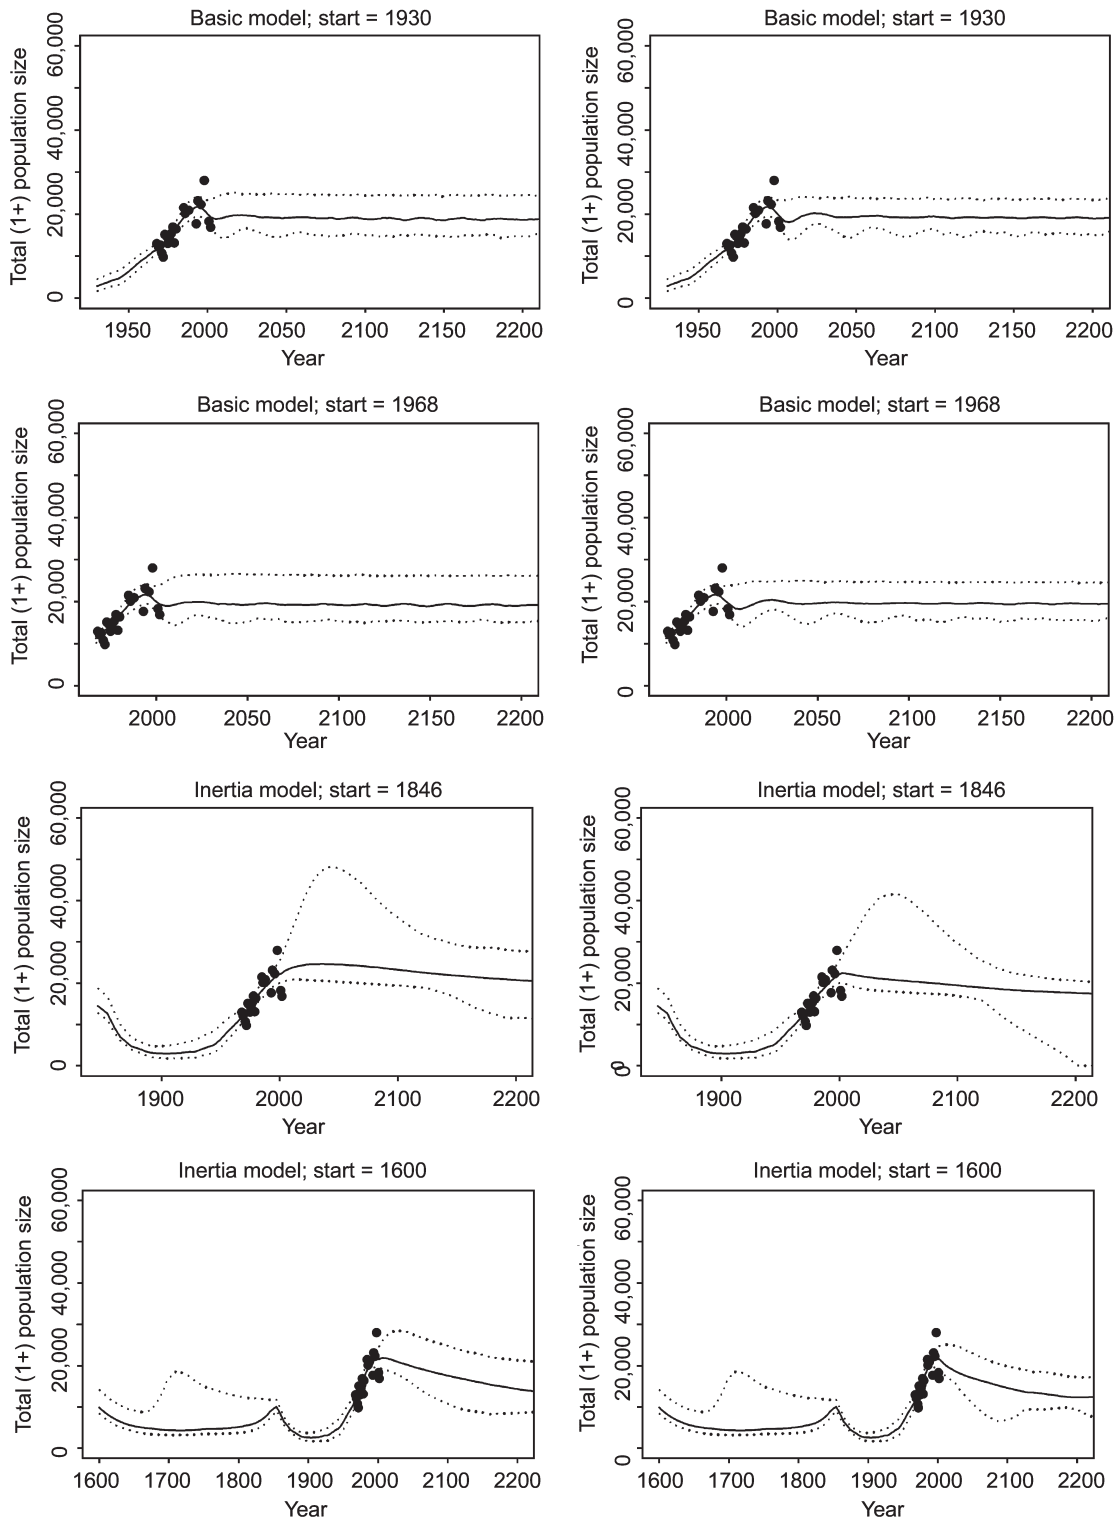 Basic model; start = 1930
Total (1+) population size
60,000
40,000
20,000
0
1950 2000 2050 2100 2150 2200
Year
Basic model; start = 1930
Total (1+) population size
60,000
40,000
20,000
0
1950 2000 2050 2100 2150 2200
Year
Basic model; start = 1968
Total (1+) population size
60,000
40,000
20,000
0
2000 2050 2100 2150 2200
Year
Basic model; start = 1968
Total (1+) population size
60,000
40,000
20,000
0
2000 2050 2100 2150 2200
Year
Inertia model; start = 1846
Total (1+) population size
60,000
40,000
20,000
0
1900 2000 2100 2200
Year
Inertia model; start = 1846
Total (1+) population size
60,000
40,000
20,000
0
1900 2000 2100 2200
Year
Inertia model; start = 1600
Total (1+) population size
60,000
40,000
20,000
0
1600 1700 1800 1900 2000 2100 2200
Year
Inertia model; start = 1600
Total (1+) population size
60,000
40,000
20,000
0
1600 1700 1800 1900 2000 2100 2200
Year